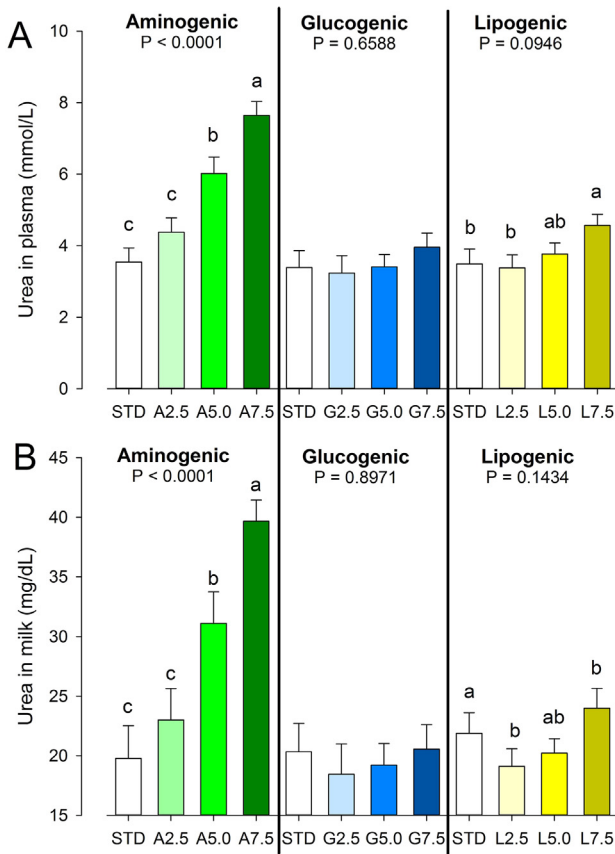 A
Aminogenic Glucogenic Lipogenic
P < 0.0001 P = 0.6588 P = 0.0946
Urea in plasma (mmol/L)
10
8
6
4
2
0
c c b a
b b ab a
STD A2.5 A5.0 A7.5 STD G2.5 G5.0 G7.5 STD L2.5 L5.0 L7.5
B
Aminogenic Glucogenic Lipogenic
P < 0.0001 P = 0.8971 P = 0.1434
Urea in milk (mg/dL)
45
40
35
30
25
20
15
c c b a
a b ab b
STD A2.5 A5.0 A7.5 STD G2.5 G5.0 G7.5 STD L2.5 L5.0 L7.5